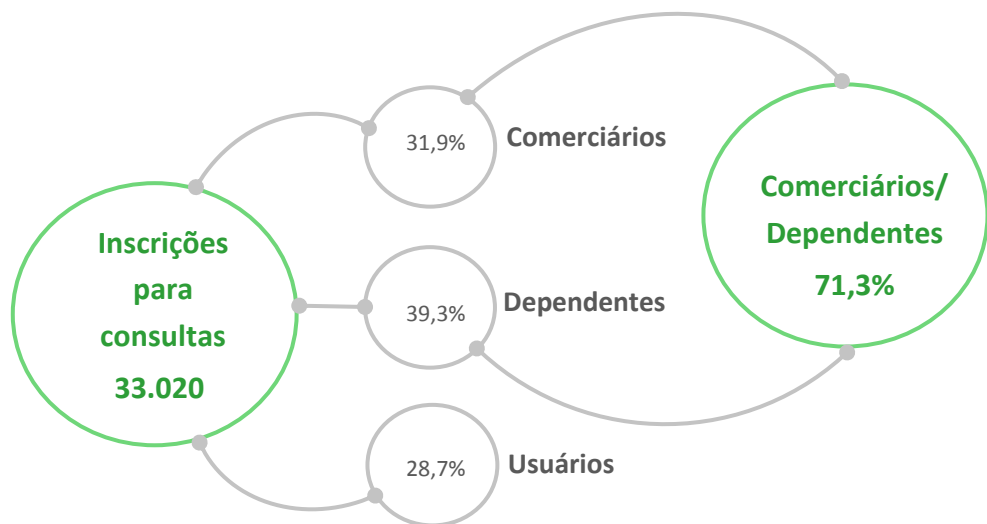 Inscrições
para
consultas
33.020
31,9%
Comerciários
39,3%
Dependentes
28,7%
Usuários
Comerciários/
Dependentes
71,3%